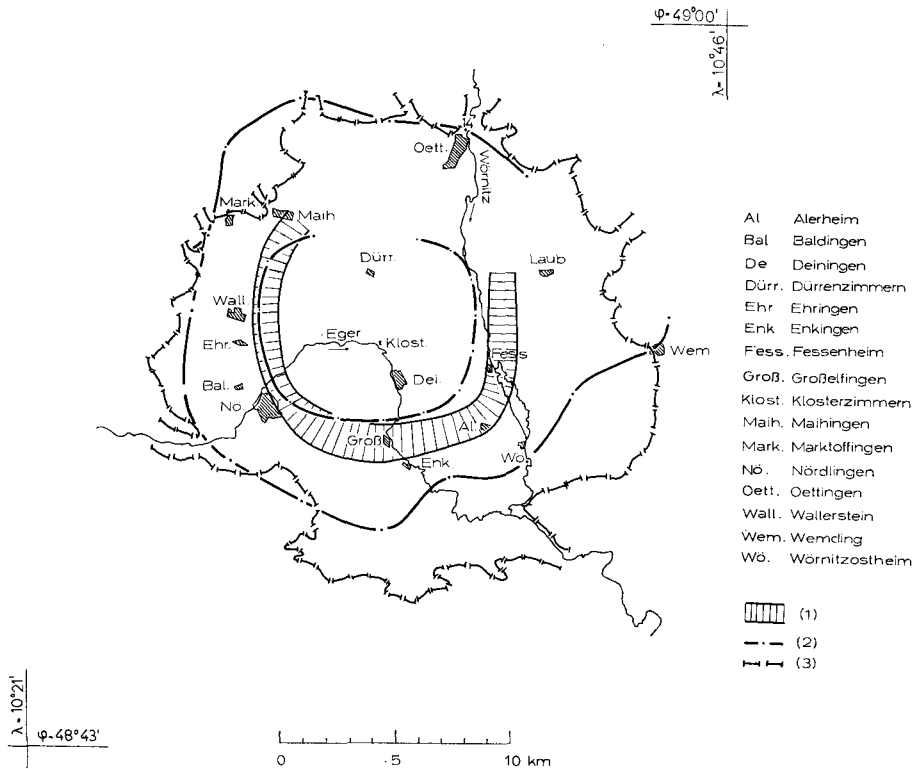 φ=49°00'
λ=10°46'
Oett.
Wörnitz
Mark.
Maih
Dürr.
Laub
Wall.
Eger
Ehr.
Klost.
Fess
Wem
Bal.
Dei.
Nö
Al.
Groß
Wö
Enk
Al Alerheim
Bal Baldingen
De Deiningen
Dürr. Dürrenzimmern
Ehr Ehringen
Enk Enkingen
Fess. Fessenheim
Groß. Großelfingen
Klost. Klosterzimmern
Maih. Maihingen
Mark. Marktoffingen
Nö. Nördlingen
Oett. Oettingen
Wall. Wallerstein
Wem. Wemding
Wö. Wörnitzostheim
(1)
(2)
(3)
λ=10°21'
φ=48°43'
0 5 10 km